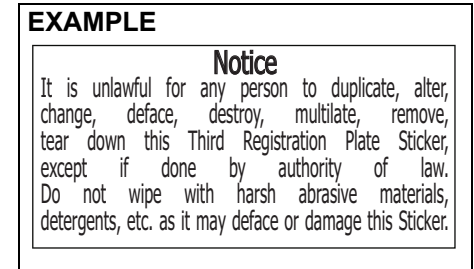 EXAMPLE
Notice
It is unlawful for any person to duplicate, alter,
change, deface, destroy, multilate, remove,
tear down this Third Registration Plate Sticker,
except if done by authority of law.
Do not wipe with harsh abrasive materials,
detergents, etc. as it may deface or damage this Sticker.